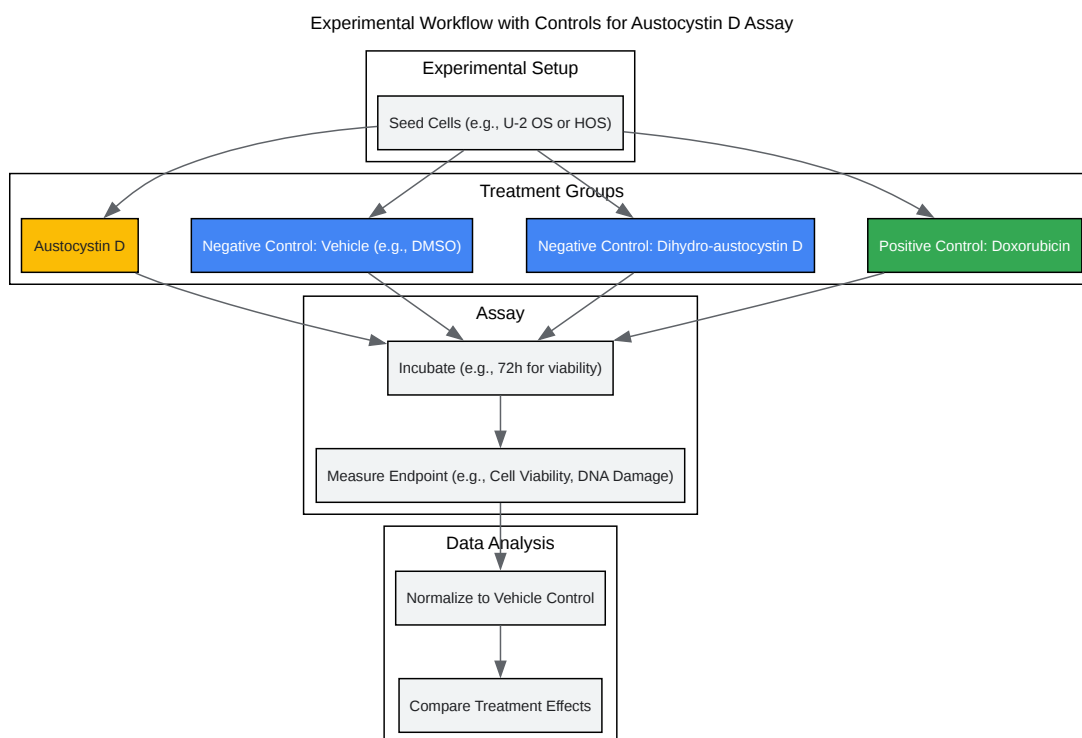 Experimental Workflow with Controls for Austocystin D Assay
Experimental Setup
Seed Cells (e.g., U-2 OS or HOS)
Treatment Groups
Austocystin D
Negative Control: Vehicle (e.g., DMSO)
Negative Control: Dihydro-austocystin D
Positive Control: Doxorubicin
Assay
Incubate (e.g., 72h for viability)
Measure Endpoint (e.g., Cell Viability, DNA Damage)
Data Analysis
Normalize to Vehicle Control
Compare Treatment Effects